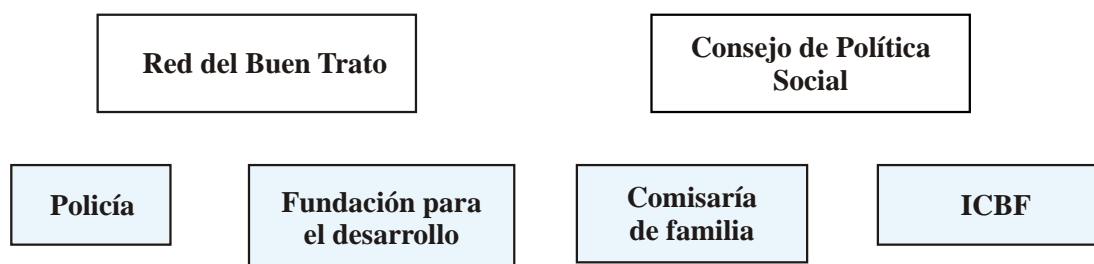 Red del Buen Trato
Consejo de Política
Social
Policía
Fundación para
el desarrollo
Comisaría
de familia
ICBF